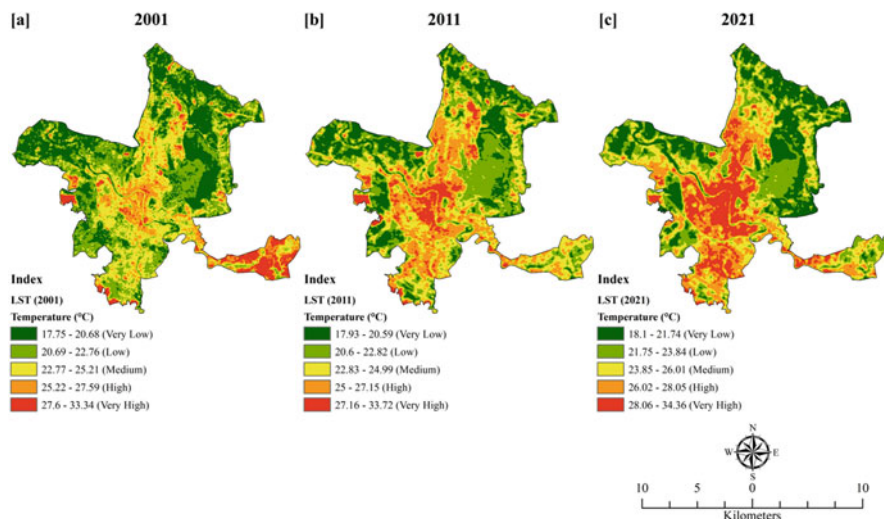 [a] 2001
[b] 2011
[c] 2021
Index
LST (2001)
Temperature (°C)
17.75 - 20.68 (Very Low)
20.69 - 22.76 (Low)
22.77 - 25.21 (Medium)
25.22 - 27.59 (High)
27.6 - 33.34 (Very High)
Index
LST (2011)
Temperature (°C)
17.93 - 20.59 (Very Low)
20.6 - 22.82 (Low)
22.83 - 24.99 (Medium)
25 - 27.15 (High)
27.16 - 33.72 (Very High)
Index
LST (2021)
Temperature (°C)
18.1 - 21.74 (Very Low)
21.75 - 23.84 (Low)
23.85 - 26.01 (Medium)
26.02 - 28.05 (High)
28.06 - 34.36 (Very High)
N
W E
S
10 5 0 10
Kilometers